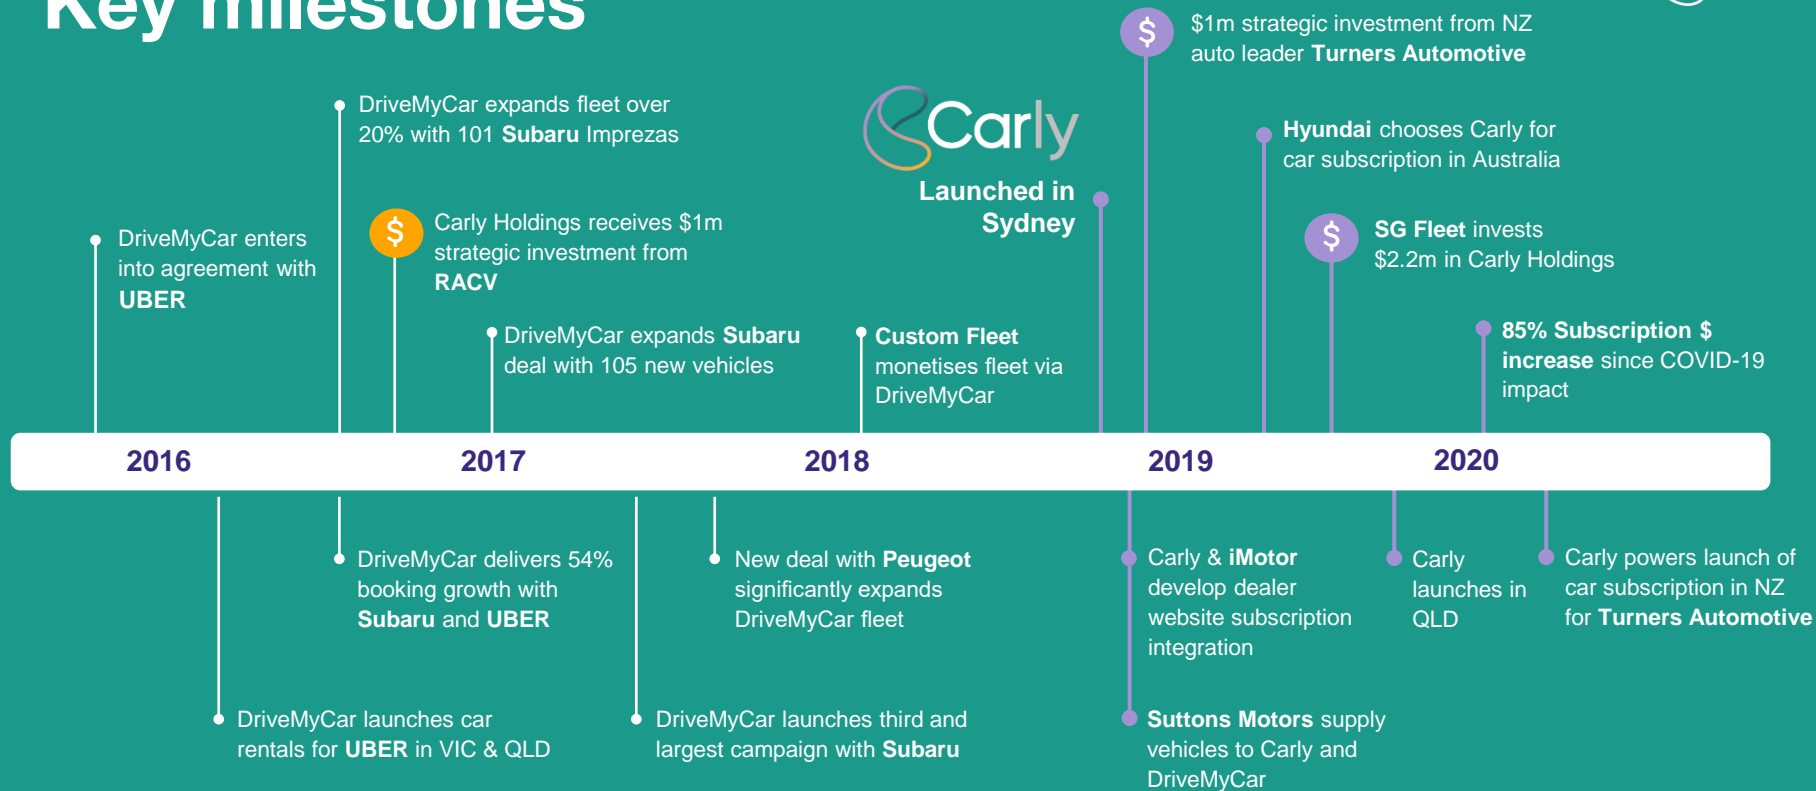 Key milestones
$
$1m strategic investment from NZ
auto leader Turners Automotive
DriveMyCar expands fleet over
20% with 101 Subaru Imprezas
Carly
Launched in
Sydney
Hyundai chooses Carly for
car subscription in Australia
DriveMyCar enters
into agreement with
UBER
$
Carly Holdings receives $1m
strategic investment from
RACV
$
SG Fleet invests
$2.2m in Carly Holdings
DriveMyCar expands Subaru
deal with 105 new vehicles
Custom Fleet
monetises fleet via
DriveMyCar
85% Subscription $
increase since COVID-19
impact
2016
2017
2018
2019
2020
DriveMyCar delivers 54%
booking growth with
Subaru and UBER
New deal with Peugeot
significantly expands
DriveMyCar fleet
Carly & iMotor
develop dealer
website subscription
integration
Carly
launches in
QLD
Carly powers launch of
car subscription in NZ
for Turners Automotive
DriveMyCar launches car
rentals for UBER in VIC & QLD
DriveMyCar launches third and
largest campaign with Subaru
Suttons Motors supply
vehicles to Carly and
DriveMyCar